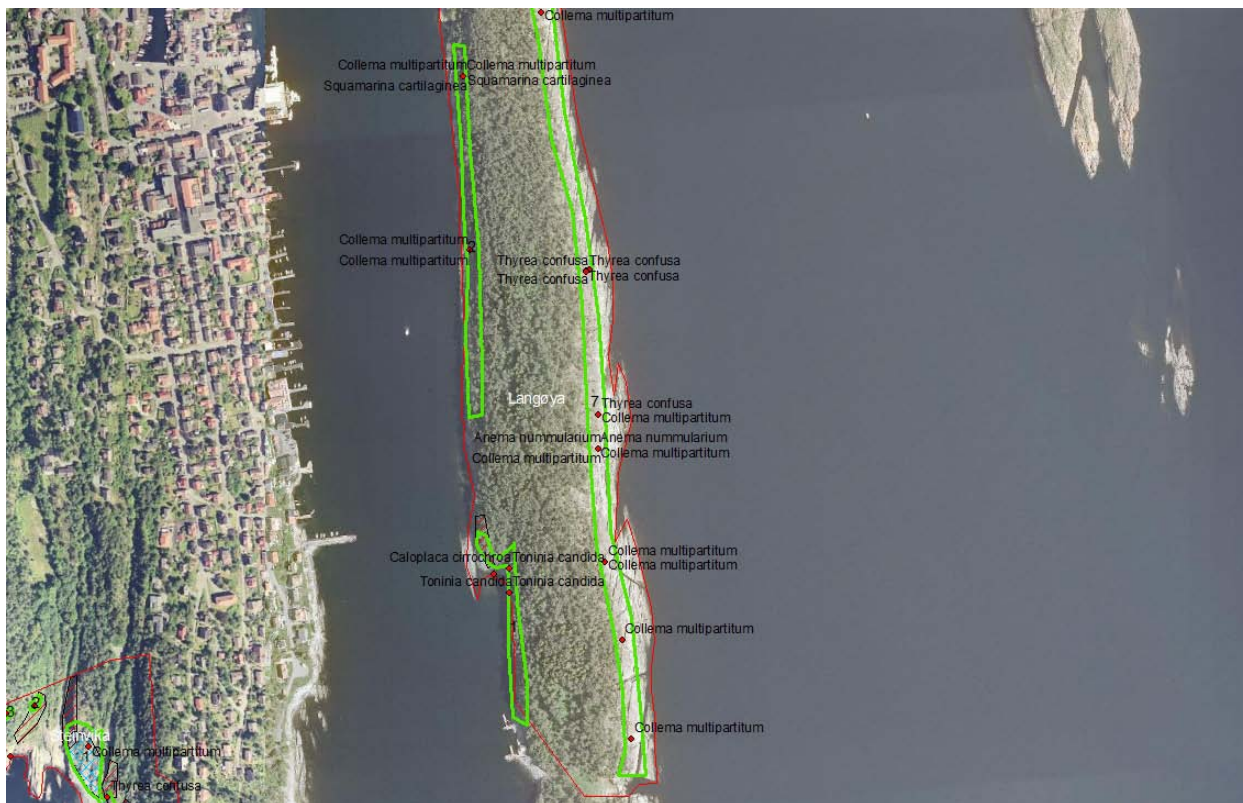 Collema multipartitum
Collema multipartitum Collema multipartitum
Squamarina cartilaginea Squamarina cartilaginea
Collema multipartitum
2
Collema multipartitum
Thyrea confusa Thyrea confusa
Thyrea confusa Thyrea confusa
Langøya
7 Thyrea confusa
Collema multipartitum
Anema nummularium Anema nummularium
Collema multipartitum Collema multipartitum
Collema multipartitum
Caloplaca cirrochroa Toninia candida
Collema multipartitum
Toninia candida Toninia candida
1
Collema multipartitum
2
Collema multipartitum
Steinvika
Collema multipartitum
1
Thyrea confusa